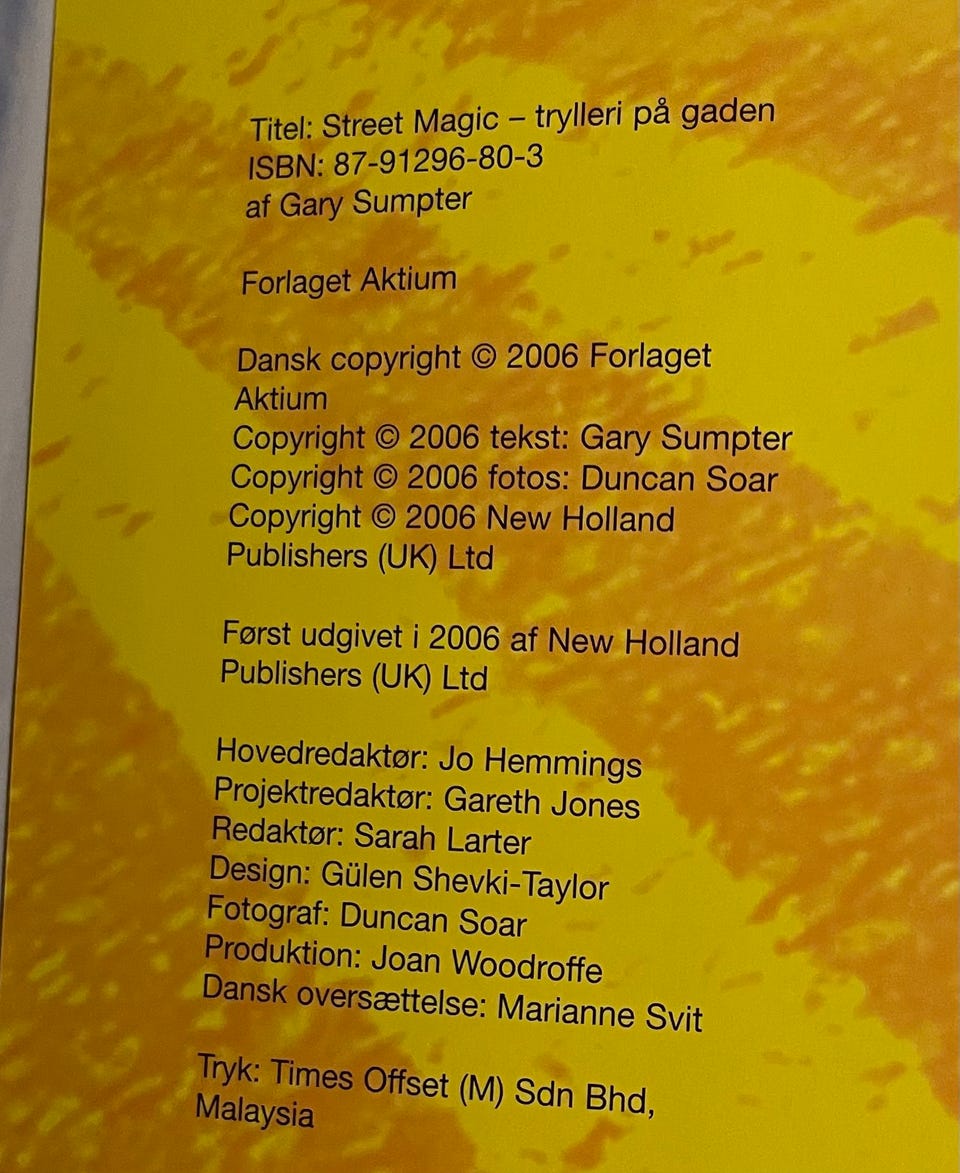 Titel: Street Magic – trylleri på gaden
ISBN: 87-91296-80-3
af Gary Sumpter
Forlaget Aktium
Dansk copyright © 2006 Forlaget
Aktium
Copyright © 2006 tekst: Gary Sumpter
Copyright © 2006 fotos: Duncan Soar
Copyright © 2006 New Holland
Publishers (UK) Ltd
Først udgivet i 2006 af New Holland
Publishers (UK) Ltd
Hovedredaktør: Jo Hemmings
Projektredaktør: Gareth Jones
Redaktør: Sarah Larter
Design: Gülen Shevki-Taylor
Fotograf: Duncan Soar
Produktion: Joan Woodroffe
Dansk oversættelse: Marianne Svit
Tryk: Times Offset (M) Sdn Bhd,
Malaysia